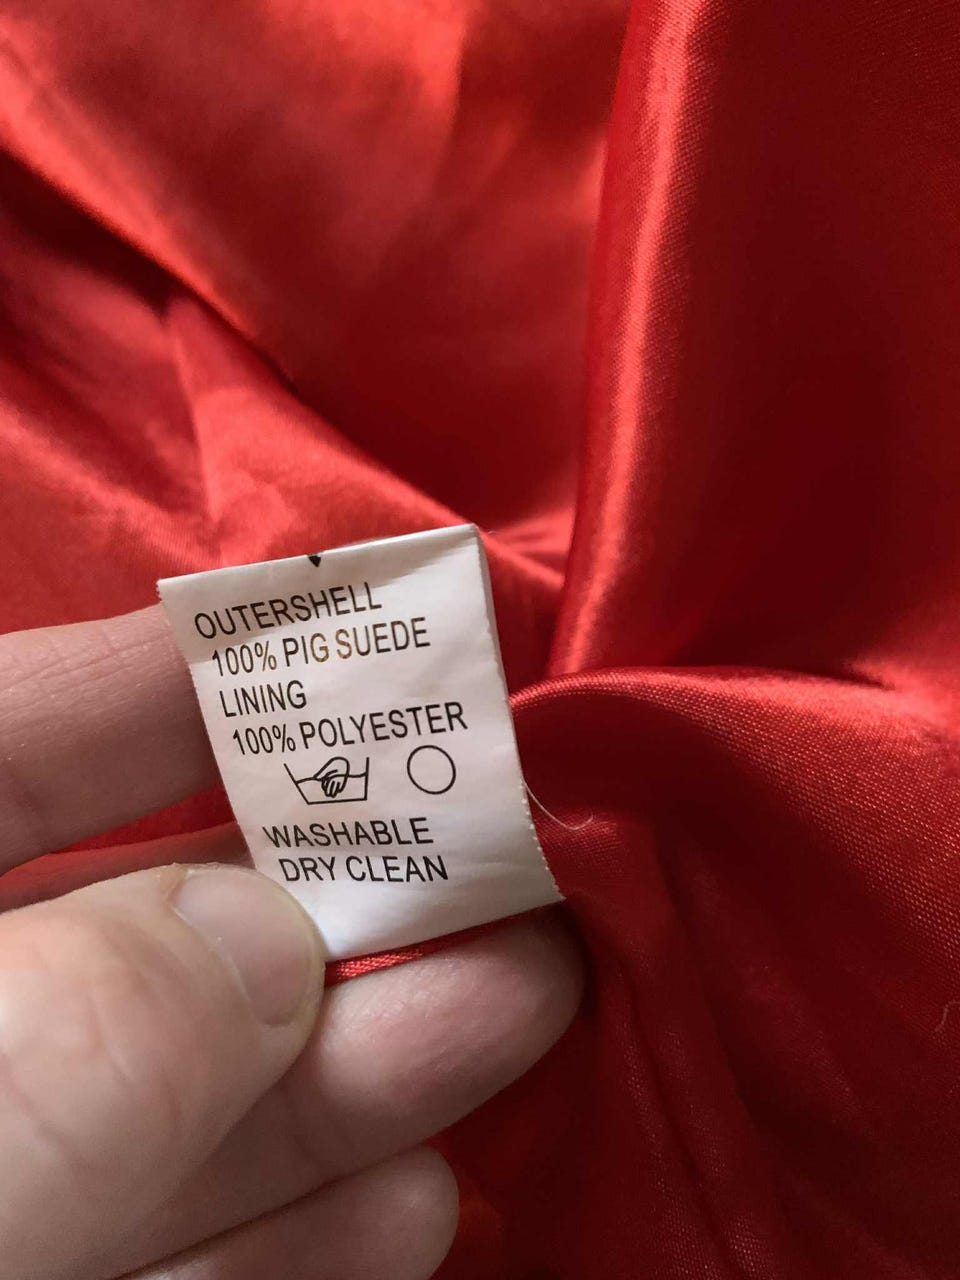 OUTERSHELL
100% PIG SUEDE
LINING
100% POLYESTER
WASHABLE
DRY CLEAN